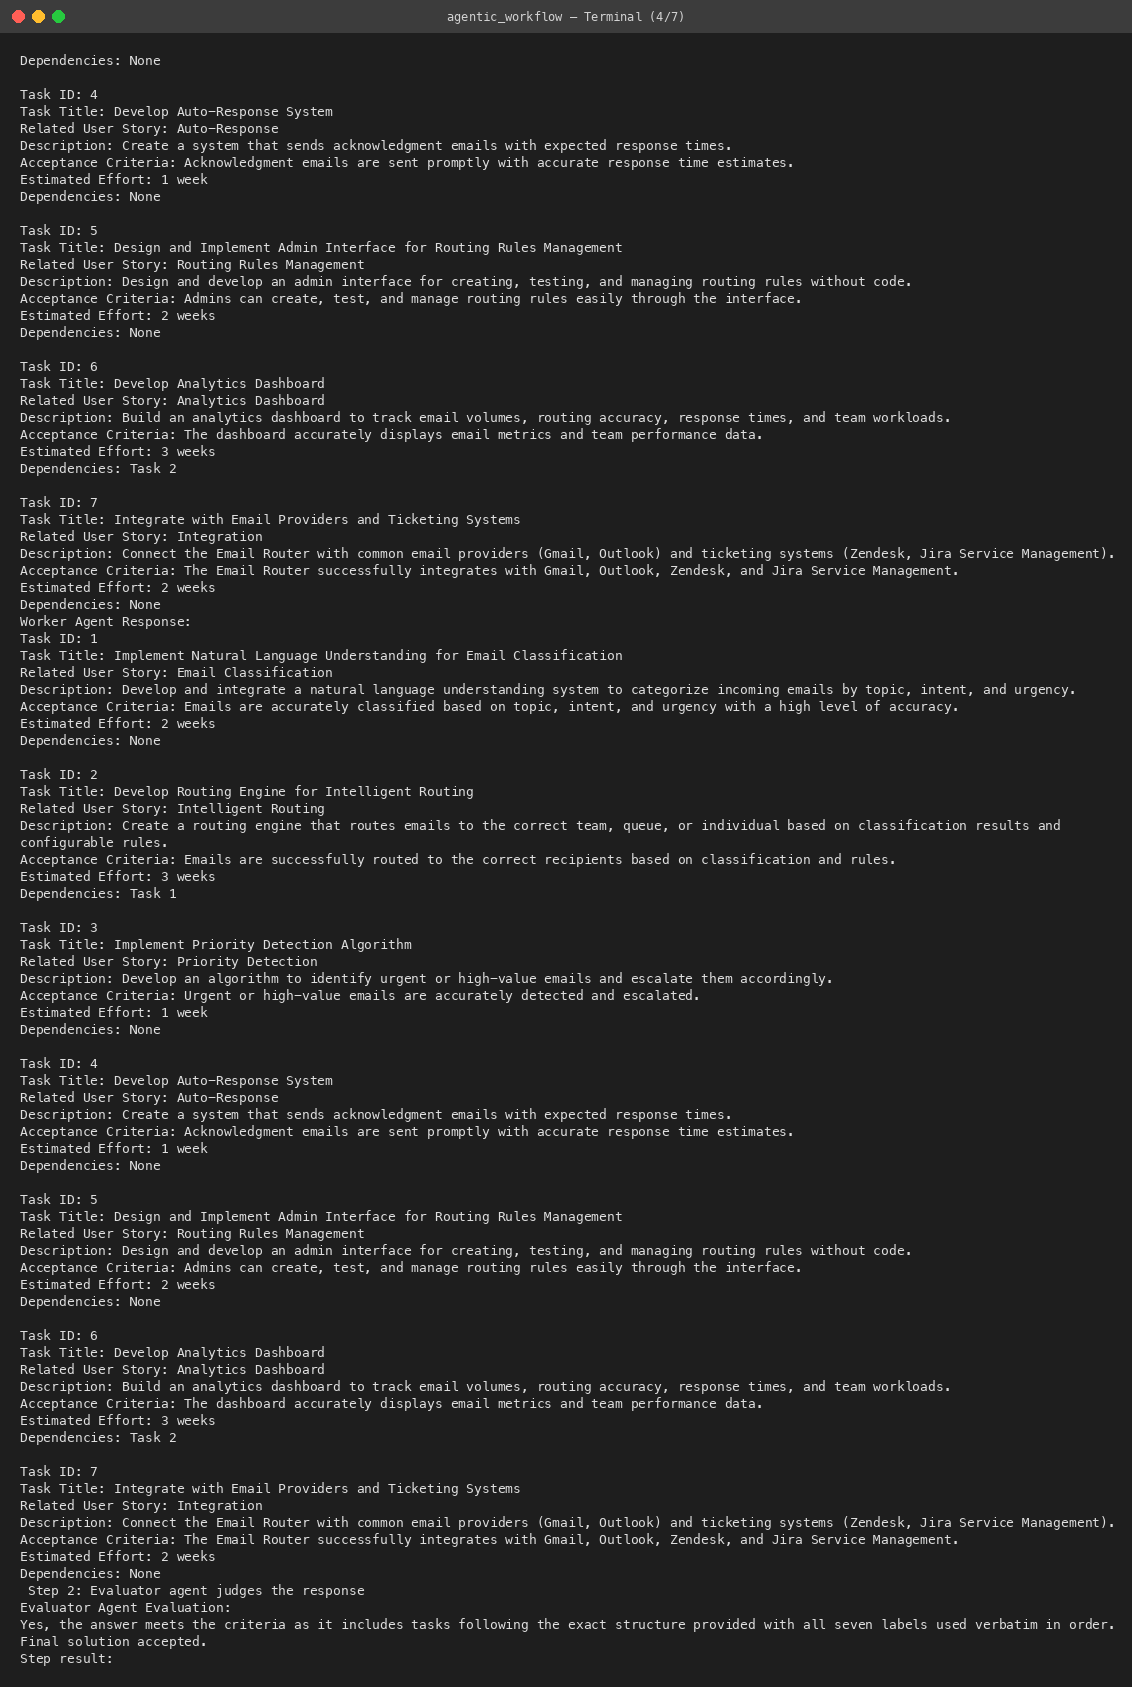 agentic_workflow — Terminal (4/7)
Dependencies: None
Task ID: 4
Task Title: Develop Auto-Response System
Related User Story: Auto-Response
Description: Create a system that sends acknowledgment emails with expected response times.
Acceptance Criteria: Acknowledgment emails are sent promptly with accurate response time estimates.
Estimated Effort: 1 week
Dependencies: None
Task ID: 5
Task Title: Design and Implement Admin Interface for Routing Rules Management
Related User Story: Routing Rules Management
Description: Design and develop an admin interface for creating, testing, and managing routing rules without code.
Acceptance Criteria: Admins can create, test, and manage routing rules easily through the interface.
Estimated Effort: 2 weeks
Dependencies: None
Task ID: 6
Task Title: Develop Analytics Dashboard
Related User Story: Analytics Dashboard
Description: Build an analytics dashboard to track email volumes, routing accuracy, response times, and team workloads.
Acceptance Criteria: The dashboard accurately displays email metrics and team performance data.
Estimated Effort: 3 weeks
Dependencies: Task 2
Task ID: 7
Task Title: Integrate with Email Providers and Ticketing Systems
Related User Story: Integration
Description: Connect the Email Router with common email providers (Gmail, Outlook) and ticketing systems (Zendesk, Jira Service Management).
Acceptance Criteria: The Email Router successfully integrates with Gmail, Outlook, Zendesk, and Jira Service Management.
Estimated Effort: 2 weeks
Dependencies: None
Worker Agent Response:
Task ID: 1
Task Title: Implement Natural Language Understanding for Email Classification
Related User Story: Email Classification
Description: Develop and integrate a natural language understanding system to categorize incoming emails by topic, intent, and urgency.
Acceptance Criteria: Emails are accurately classified based on topic, intent, and urgency with a high level of accuracy.
Estimated Effort: 2 weeks
Dependencies: None
Task ID: 2
Task Title: Develop Routing Engine for Intelligent Routing
Related User Story: Intelligent Routing
Description: Create a routing engine that routes emails to the correct team, queue, or individual based on classification results and
configurable rules.
Acceptance Criteria: Emails are successfully routed to the correct recipients based on classification and rules.
Estimated Effort: 3 weeks
Dependencies: Task 1
Task ID: 3
Task Title: Implement Priority Detection Algorithm
Related User Story: Priority Detection
Description: Develop an algorithm to identify urgent or high-value emails and escalate them accordingly.
Acceptance Criteria: Urgent or high-value emails are accurately detected and escalated.
Estimated Effort: 1 week
Dependencies: None
Task ID: 4
Task Title: Develop Auto-Response System
Related User Story: Auto-Response
Description: Create a system that sends acknowledgment emails with expected response times.
Acceptance Criteria: Acknowledgment emails are sent promptly with accurate response time estimates.
Estimated Effort: 1 week
Dependencies: None
Task ID: 5
Task Title: Design and Implement Admin Interface for Routing Rules Management
Related User Story: Routing Rules Management
Description: Design and develop an admin interface for creating, testing, and managing routing rules without code.
Acceptance Criteria: Admins can create, test, and manage routing rules easily through the interface.
Estimated Effort: 2 weeks
Dependencies: None
Task ID: 6
Task Title: Develop Analytics Dashboard
Related User Story: Analytics Dashboard
Description: Build an analytics dashboard to track email volumes, routing accuracy, response times, and team workloads.
Acceptance Criteria: The dashboard accurately displays email metrics and team performance data.
Estimated Effort: 3 weeks
Dependencies: Task 2
Task ID: 7
Task Title: Integrate with Email Providers and Ticketing Systems
Related User Story: Integration
Description: Connect the Email Router with common email providers (Gmail, Outlook) and ticketing systems (Zendesk, Jira Service Management).
Acceptance Criteria: The Email Router successfully integrates with Gmail, Outlook, Zendesk, and Jira Service Management.
Estimated Effort: 2 weeks
Dependencies: None
Step 2: Evaluator agent judges the response
Evaluator Agent Evaluation:
Yes, the answer meets the criteria as it includes tasks following the exact structure provided with all seven labels used verbatim in order.
Final solution accepted.
Step result: